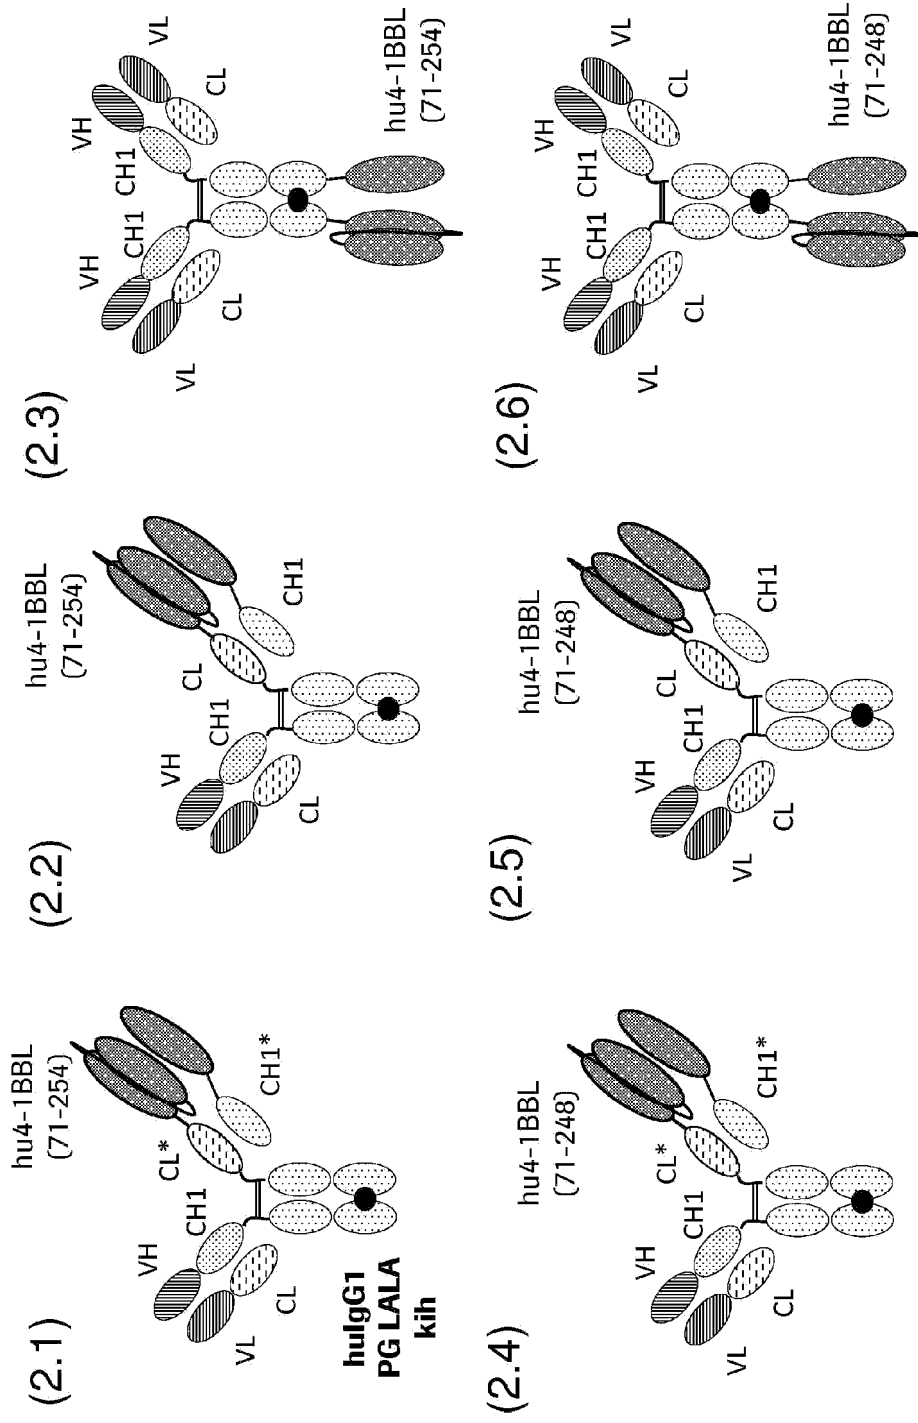 (2.1)
hu4-1BBL
(71-254)
VH
CH1
CL*
CH1*
VL
CL
huIgG1
PG LALA
kih
(2.2)
hu4-1BBL
(71-254)
VH
CH1
CL
CH1
CL
(2.3)
VH
CH1
CH1
VH
VL
VL
CL
CL
hu4-1BBL
(71-254)
(2.4)
hu4-1BBL
(71-248)
VH
CH1
CL*
CH1*
VL
CL
(2.5)
hu4-1BBL
(71-248)
VH
CH1
CL
CH1
VL
CL
(2.6)
VH
CH1
CH1
VH
VL
VL
CL
CL
hu4-1BBL
(71-248)